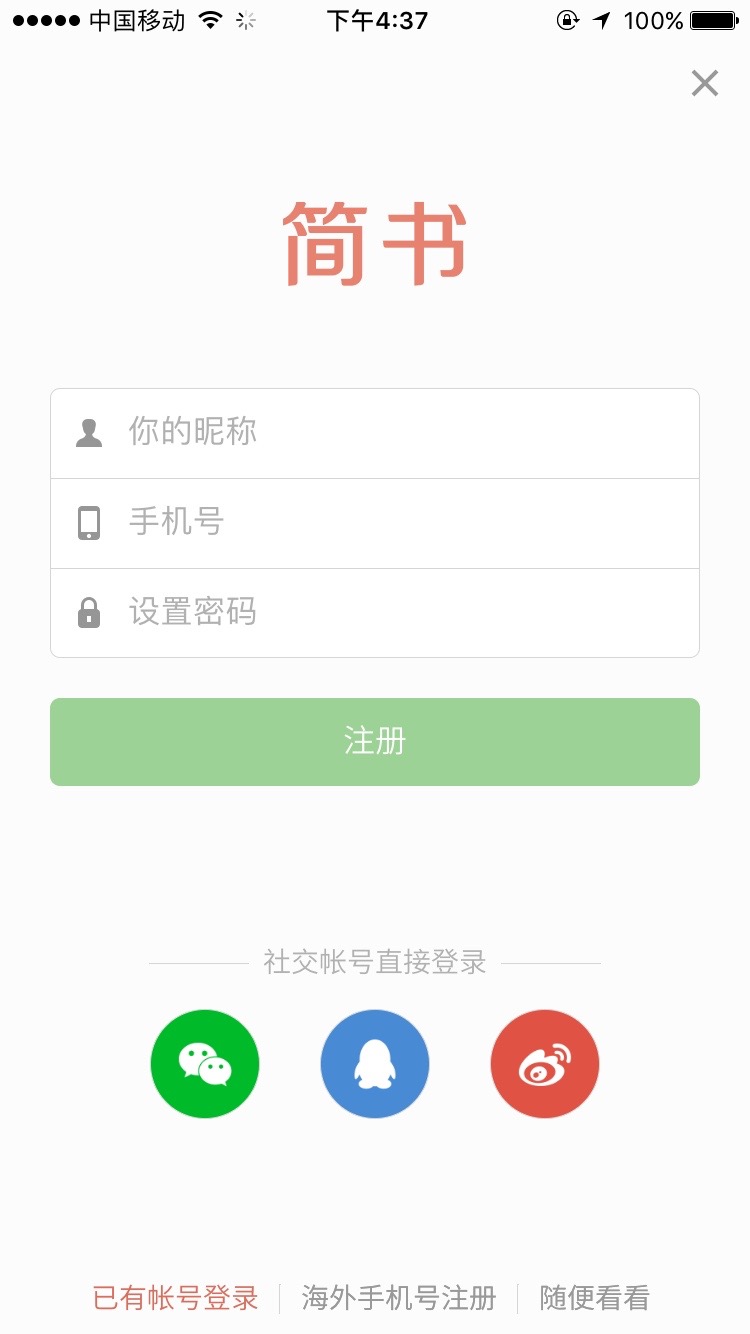 中国移动 下午4:37 100%
简书
你的昵称
手机号
设置密码
注册
社交帐号直接登录
已有帐号登录 海外手机号注册 随便看看